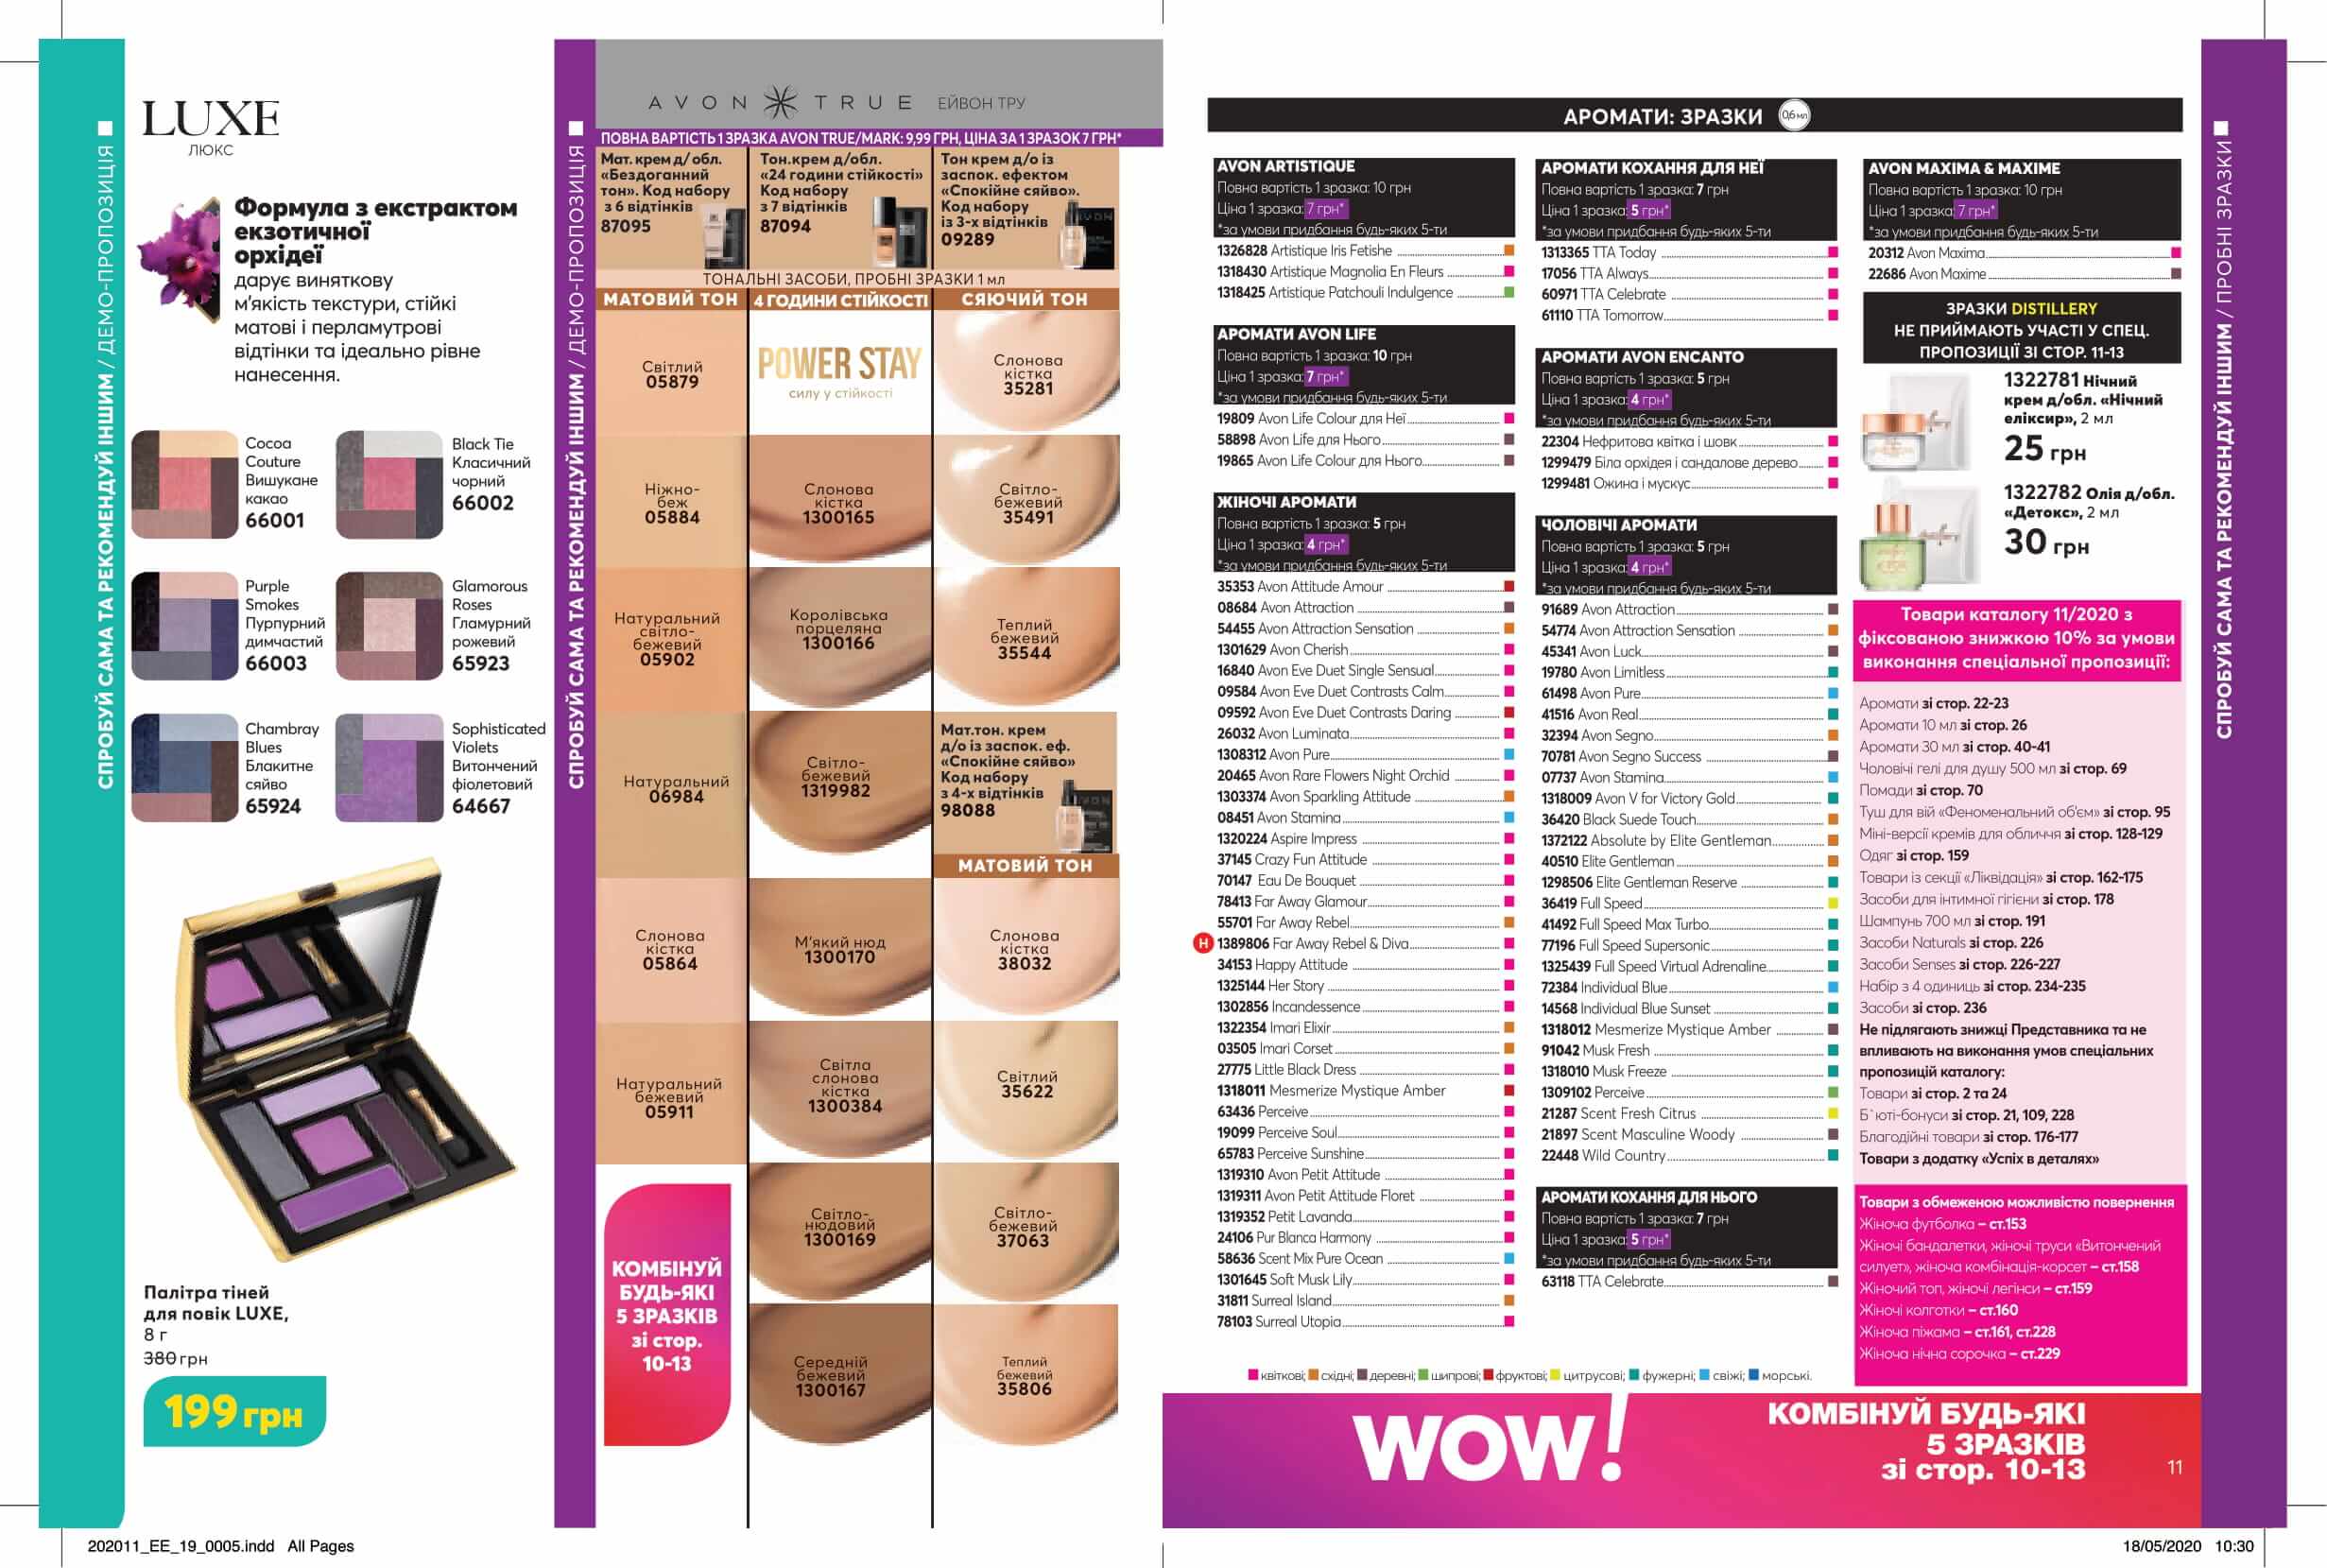 СПРОБУЙ САМА ТА РЕКОМЕНДУЙ ІНШИМ / ДЕМО-ПРОПОЗИЦІЯ
LUXE
ЛЮКС
Формула з екстрактом
екзотичної
орхідеї
дарує виняткову
м'якість текстури, стійкі
матові і перламутрові
відтінки та ідеально рівне
нанесення.
Cocoa
Couture
Вишукане
какао
66001
Black Tie
Класичний
чорний
66002
Purple
Smokes
Пурпурний
димчастий
66003
Glamorous
Roses
Гламурний
рожевий
65923
Chambray
Blues
Блакитне
сяйво
65924
Sophisticated
Violets
Витончений
фіолетовий
64667
Палітра тіней
для повік LUXE,
8 г
380 грн
199 грн
СПРОБУЙ САМА ТА РЕКОМЕНДУЙ ІНШИМ / ДЕМО-ПРОПОЗИЦІЯ
AVON TRUE ЕЙВОН ТРУ
ПОВНА ВАРТІСТЬ 1 ЗРАЗКА AVON TRUE/MARK: 9,99 ГРН, ЦІНА ЗА 1 ЗРАЗОК 7 ГРН*
Мат. крем д/ обл.
«Бездоганний
тон». Код набору
з 6 відтінків
87095
Тон.крем д/обл.
«24 години стійкості»
Код набору
з 7 відтінків
87094
Тон крем д/о із
заспок. ефектом
«Спокійне сяйво».
Код набору
із 3-х відтінків
09289
ТОНАЛЬНІ ЗАСОБИ, ПРОБНІ ЗРАЗКИ 1 мл
МАТОВИЙ ТОН
4 ГОДИНИ СТІЙКОСТІ
СЯЮЧИЙ ТОН
Світлий
05879
Ніжно-
беж
05884
Натуральний
світло-
бежевий
05902
Натуральний
06984
Слонова
кістка
05864
Натуральний
бежевий
05911
КОМБІНУЙ
БУДЬ-ЯКІ
5 ЗРАЗКІВ
зі стор.
10-13
POWER STAY
силу у стійкості
Слонова
кістка
1300165
Королівська
порцеляна
1300166
Світло-
бежевий
1319982
М'який нюд
1300170
Світла
слонова
кістка
1300384
Світло-
нюдовий
1300169
Середній
бежевий
1300167
Слонова
кістка
35281
Світло-
бежевий
35491
Теплий
бежевий
35544
Мат.тон. крем
д/о із заспок. еф.
«Спокійне сяйво»
Код набору
з 4-х відтінків
98088
МАТОВИЙ ТОН
Слонова
кістка
38032
Світлий
35622
Світло-
бежевий
37063
Теплий
бежевий
35806
АРОМАТИ: ЗРАЗКИ 0,6 мл
AVON ARTISTIQUE
Повна вартість 1 зразка: 10 грн
Ціна 1 зразка: 7 грн*
*за умови придбання будь-яких 5-ти
1326828 Artistique Iris Fetishe
1318430 Artistique Magnolia En Fleurs
1318425 Artistique Patchouli Indulgence
АРОМАТИ AVON LIFE
Повна вартість 1 зразка: 10 грн
Ціна 1 зразка: 7 грн*
*за умови придбання будь-яких 5-ти
19809 Avon Life Colour для Неї
58898 Avon Life для Нього
19865 Avon Life Colour для Нього
ЖІНОЧІ АРОМАТИ
Повна вартість 1 зразка: 5 грн
Ціна 1 зразка: 4 грн*
*за умови придбання будь-яких 5-ти
35353 Avon Attitude Amour
08684 Avon Attraction
54455 Avon Attraction Sensation
1301629 Avon Cherish
16840 Avon Eve Duet Single Sensual
09584 Avon Eve Duet Contrasts Calm
09592 Avon Eve Duet Contrasts Daring
26032 Avon Luminata
1308312 Avon Pure
20465 Avon Rare Flowers Night Orchid
1303374 Avon Sparkling Attitude
08451 Avon Stamina
1320224 Aspire Impress
37145 Crazy Fun Attitude
70147 Eau De Bouquet
78413 Far Away Glamour
55701 Far Away Rebel
Н 1389806 Far Away Rebel & Diva
34153 Happy Attitude
1325144 Her Story
1302856 Incandessence
1322354 Imari Elixir
03505 Imari Corset
27775 Little Black Dress
1318011 Mesmerize Mystique Amber
63436 Perceive
19099 Perceive Soul
65783 Perceive Sunshine
1319310 Avon Petit Attitude
1319311 Avon Petit Attitude Floret
1319352 Petit Lavanda
24106 Pur Blanca Harmony
58636 Scent Mix Pure Ocean
1301645 Soft Musk Lily
31811 Surreal Island
78103 Surreal Utopia
АРОМАТИ КОХАННЯ ДЛЯ НЕЇ
Повна вартість 1 зразка: 7 грн
Ціна 1 зразка: 5 грн*
*за умови придбання будь-яких 5-ти
1313365 TTA Today
17056 TTA Always
60971 TTA Celebrate
61110 TTA Tomorrow
АРОМАТИ AVON ENCANTO
Повна вартість 1 зразка: 5 грн
Ціна 1 зразка: 4 грн*
*за умови придбання будь-яких 5-ти
22304 Нефритова квітка і шовк
1299479 Біла орхідея і сандалове дерево
1299481 Ожина і мускус
ЧОЛОВІЧІ АРОМАТИ
Повна вартість 1 зразка: 5 грн
Ціна 1 зразка: 4 грн*
*за умови придбання будь-яких 5-ти
91689 Avon Attraction
54774 Avon Attraction Sensation
45341 Avon Luck
19780 Avon Limitless
61498 Avon Pure
41516 Avon Real
32394 Avon Segno
70781 Avon Segno Success
07737 Avon Stamina
1318009 Avon V for Victory Gold
36420 Black Suede Touch
1372122 Absolute by Elite Gentleman
40510 Elite Gentleman
1298506 Elite Gentleman Reserve
36419 Full Speed
41492 Full Speed Max Turbo
77196 Full Speed Supersonic
1325439 Full Speed Virtual Adrenaline
72384 Individual Blue
14568 Individual Blue Sunset
1318012 Mesmerize Mystique Amber
91042 Musk Fresh
1318010 Musk Freeze
1309102 Perceive
21287 Scent Fresh Citrus
21897 Scent Masculine Woody
22448 Wild Country
АРОМАТИ КОХАННЯ ДЛЯ НЬОГО
Повна вартість 1 зразка: 7 грн
Ціна 1 зразка: 5 грн*
*за умови придбання будь-яких 5-ти
63118 TTA Celebrate
квіткові; східні; деревні; шипрові; фруктові; цитрусові; фужерні; свіжі; морські.
AVON MAXIMA & MAXIME
Повна вартість 1 зразка: 10 грн
Ціна 1 зразка: 7 грн*
*за умови придбання будь-яких 5-ти
20312 Avon Maxima
22686 Avon Maxime
ЗРАЗКИ DISTILLERY
НЕ ПРИЙМАЮТЬ УЧАСТІ У СПЕЦ.
ПРОПОЗИЦІЇ ЗІ СТОР. 11-13
1322781 Нічний
крем д/обл. «Нічний
еліксир», 2 мл
25 грн
1322782 Олія д/обл.
«Детокс», 2 мл
30 грн
Товари каталогу 11/2020 з
фіксованою знижкою 10% за умови
виконання спеціальної пропозиції:
Аромати зі стор. 22-23
Аромати 10 мл зі стор. 26
Аромати 30 мл зі стор. 40-41
Чоловічі гелі для душу 500 мл зі стор. 69
Помади зі стор. 70
Туш для вій «Феноменальний об'єм» зі стор. 95
Міні-версії кремів для обличчя зі стор. 128-129
Одяг зі стор. 159
Товари із секції «Ліквідація» зі стор. 162-175
Засоби для інтимної гігієни зі стор. 178
Шампунь 700 мл зі стор. 191
Засоби Naturals зі стор. 226
Засоби Senses зі стор. 226-227
Набір з 4 одиниць зі стор. 234-235
Засоби зі стор. 236
Не підлягають знижці Представника та не
впливають на виконання умов спеціальних
пропозицій каталогу:
Товари зі стор. 2 та 24
Б`юті-бонуси зі стор. 21, 109, 228
Благодійні товари зі стор. 176-177
Товари з додатку «Успіх в деталях»
Товари з обмеженою можливістю повернення
Жіноча футболка – ст.153
Жіночі бандалетки, жіночі труси «Витончений
силует», жіноча комбінація-корсет – ст.158
Жіночий топ, жіночі легінси – ст.159
Жіночі колготки – ст.160
Жіноча піжама – ст.161, ст.228
Жіноча нічна сорочка – ст.229
WOW!
КОМБІНУЙ БУДЬ-ЯКІ
5 ЗРАЗКІВ
зі стор. 10-13
11
СПРОБУЙ САМА ТА РЕКОМЕНДУЙ ІНШИМ / ПРОБНІ ЗРАЗКИ
202011_EE_19_0005.indd All Pages
18/05/2020 10:30